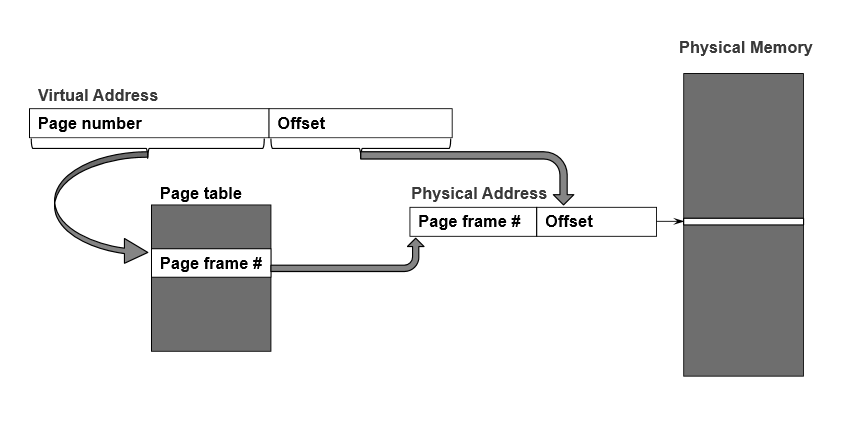 Physical Memory
Virtual Address
Page number
Offset
Page table
Physical Address
Page frame #
Offset
Page frame #